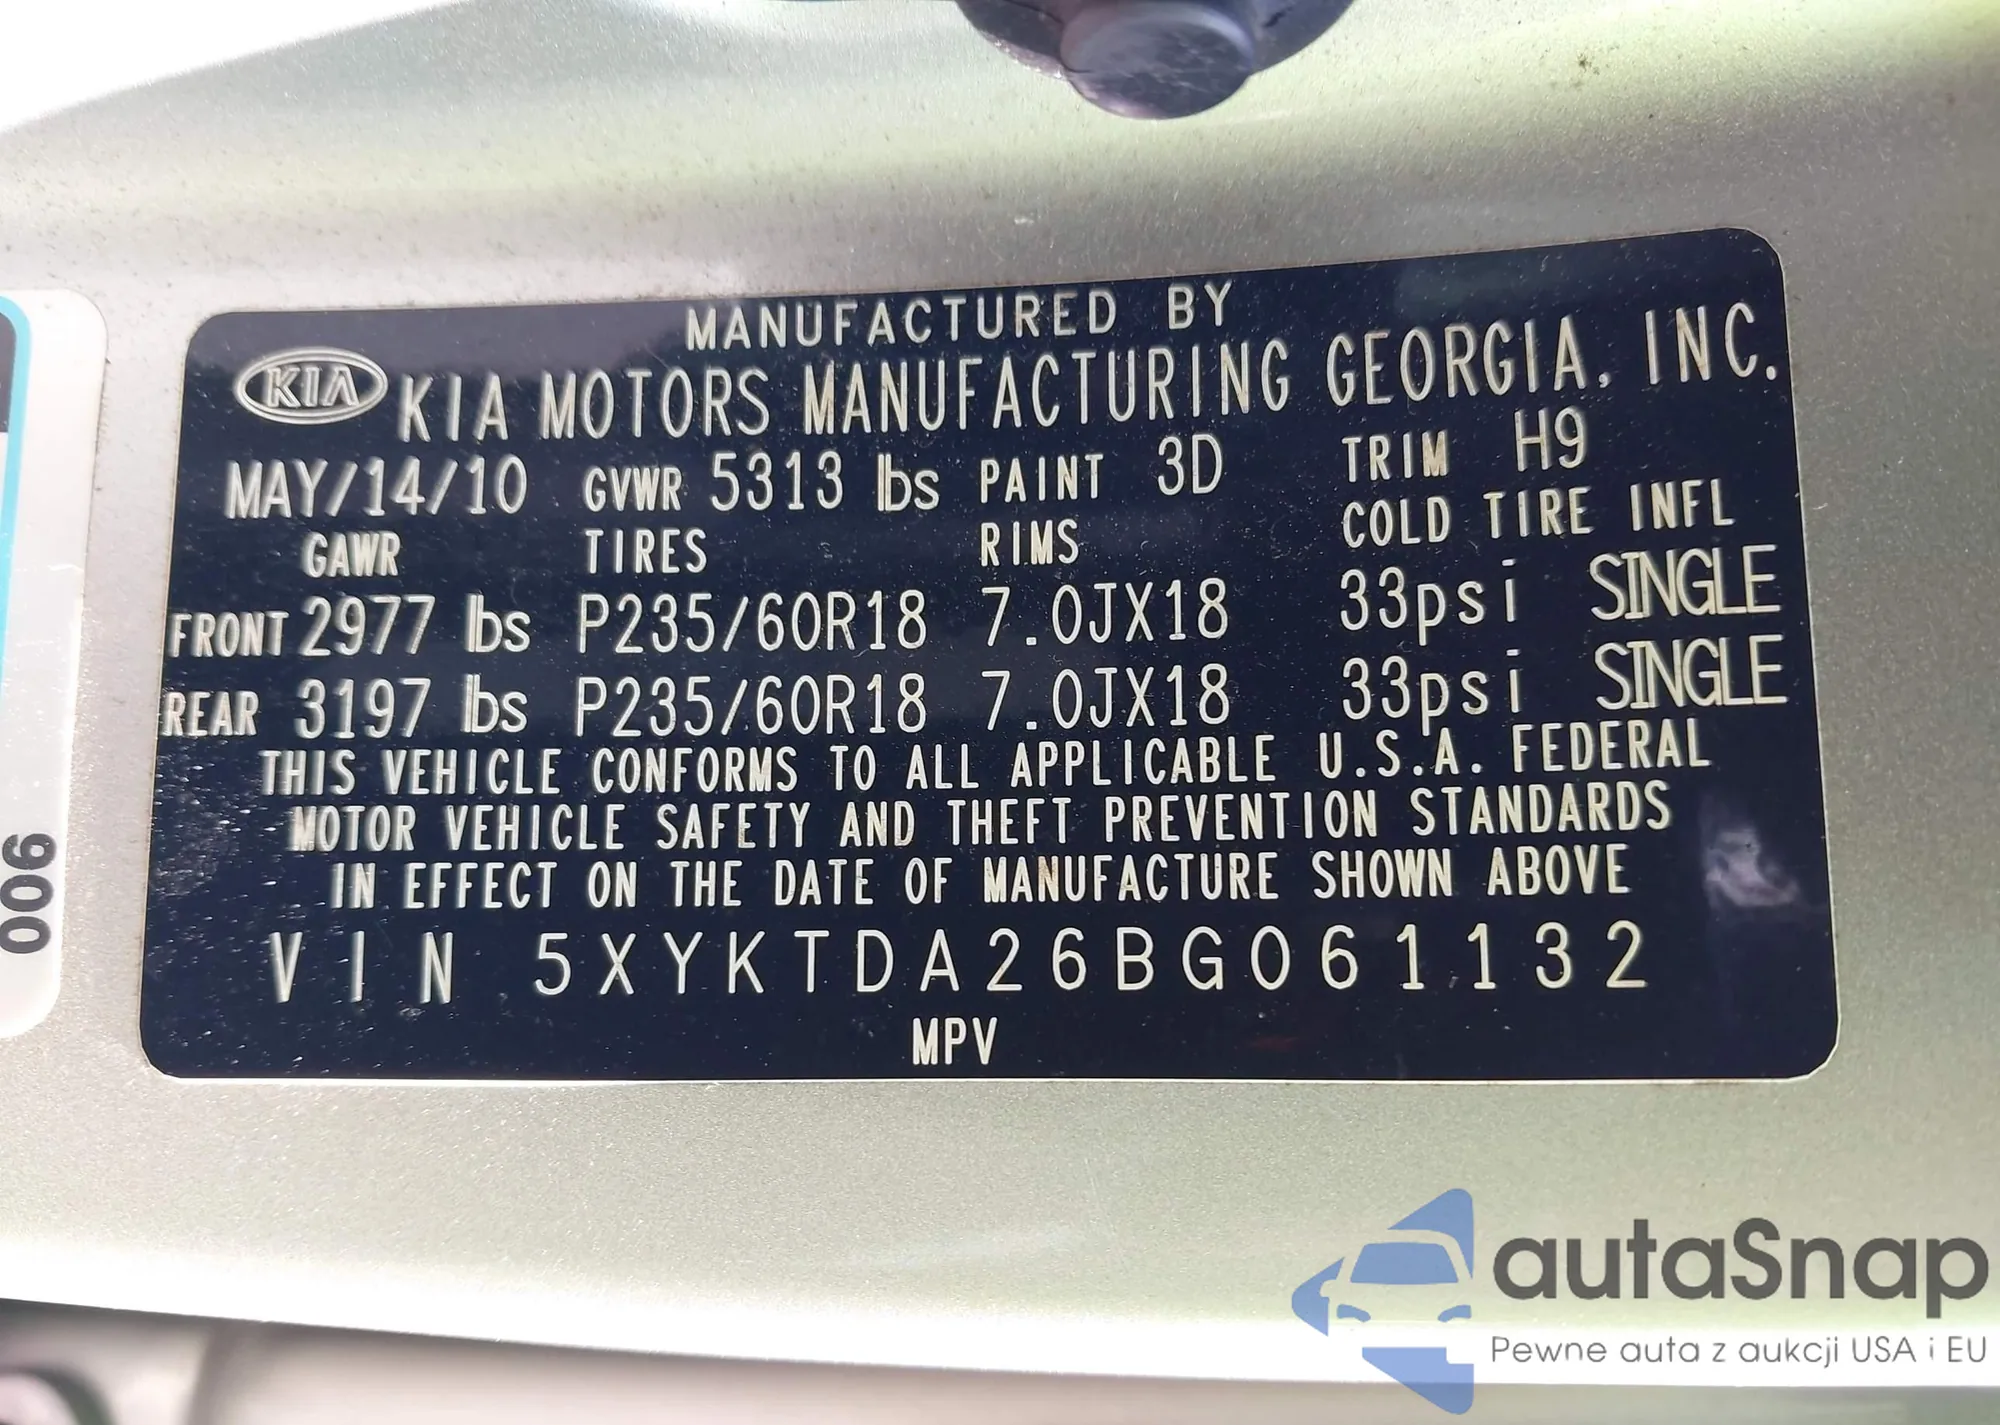 MANUFACTURED BY
KIA KIA MOTORS MANUFACTURING GEORGIA, INC.
MAY/14/10 GVWR 5313 lbs PAINT 3D TRIM H9
GAWR TIRES RIMS COLD TIRE INFL
FRONT 2977 lbs P235/60R18 7.0JX18 33psi SINGLE
REAR 3197 lbs P235/60R18 7.0JX18 33psi SINGLE
THIS VEHICLE CONFORMS TO ALL APPLICABLE U.S.A. FEDERAL
MOTOR VEHICLE SAFETY AND THEFT PREVENTION STANDARDS
IN EFFECT ON THE DATE OF MANUFACTURE SHOWN ABOVE
VIN 5XYKTDA26BG061132
MPV
006
autaSnap
Pewne auta z aukcji USA i EU